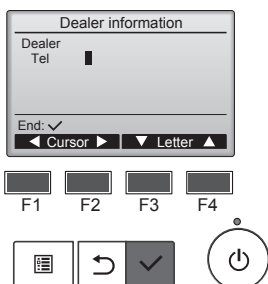 Dealer information
Dealer
Tel
End: ✓
◀ Cursor ▶ ▼ Letter ▲
F1 F2 F3 F4